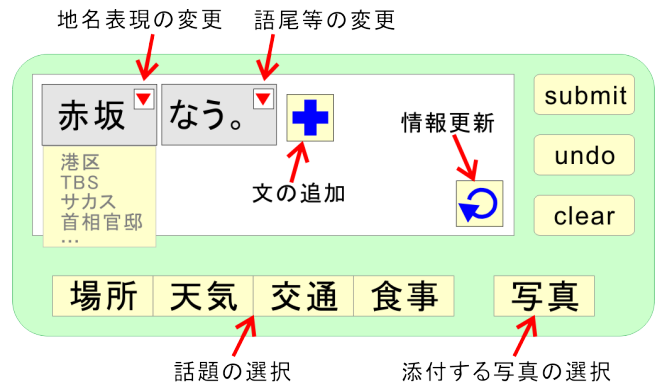 地名表現の変更
語尾等の変更
赤坂
なう。
submit
港区
TBS
サカス
首相官邸
...
文の追加
情報更新
undo
clear
場所
天気
交通
食事
写真
話題の選択
添付する写真の選択